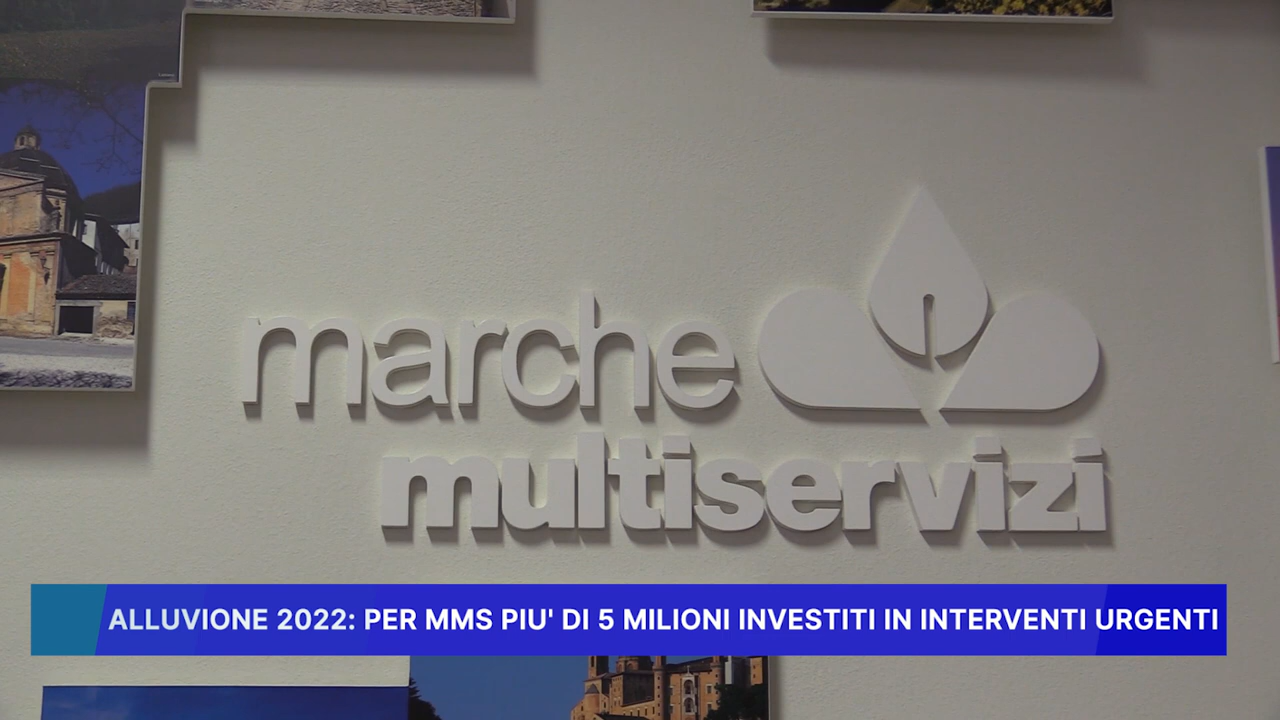 marche
multiservizi
ALLUVIONE 2022: PER MMS PIU' DI 5 MILIONI INVESTITI IN INTERVENTI URGENTI